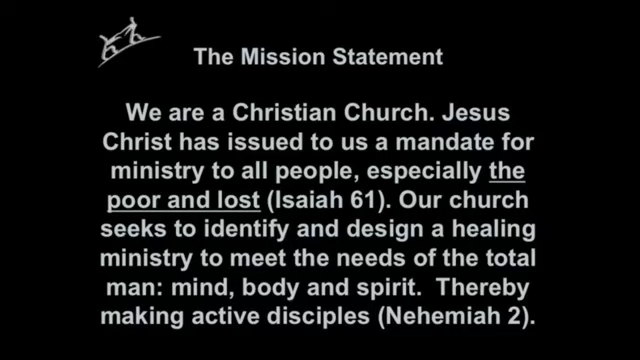 The Mission Statement
We are a Christian Church. Jesus
Christ has issued to us a mandate for
ministry to all people, especially the
poor and lost (Isaiah 61). Our church
seeks to identify and design a healing
ministry to meet the needs of the total
man: mind, body and spirit.  Thereby
making active disciples (Nehemiah 2).